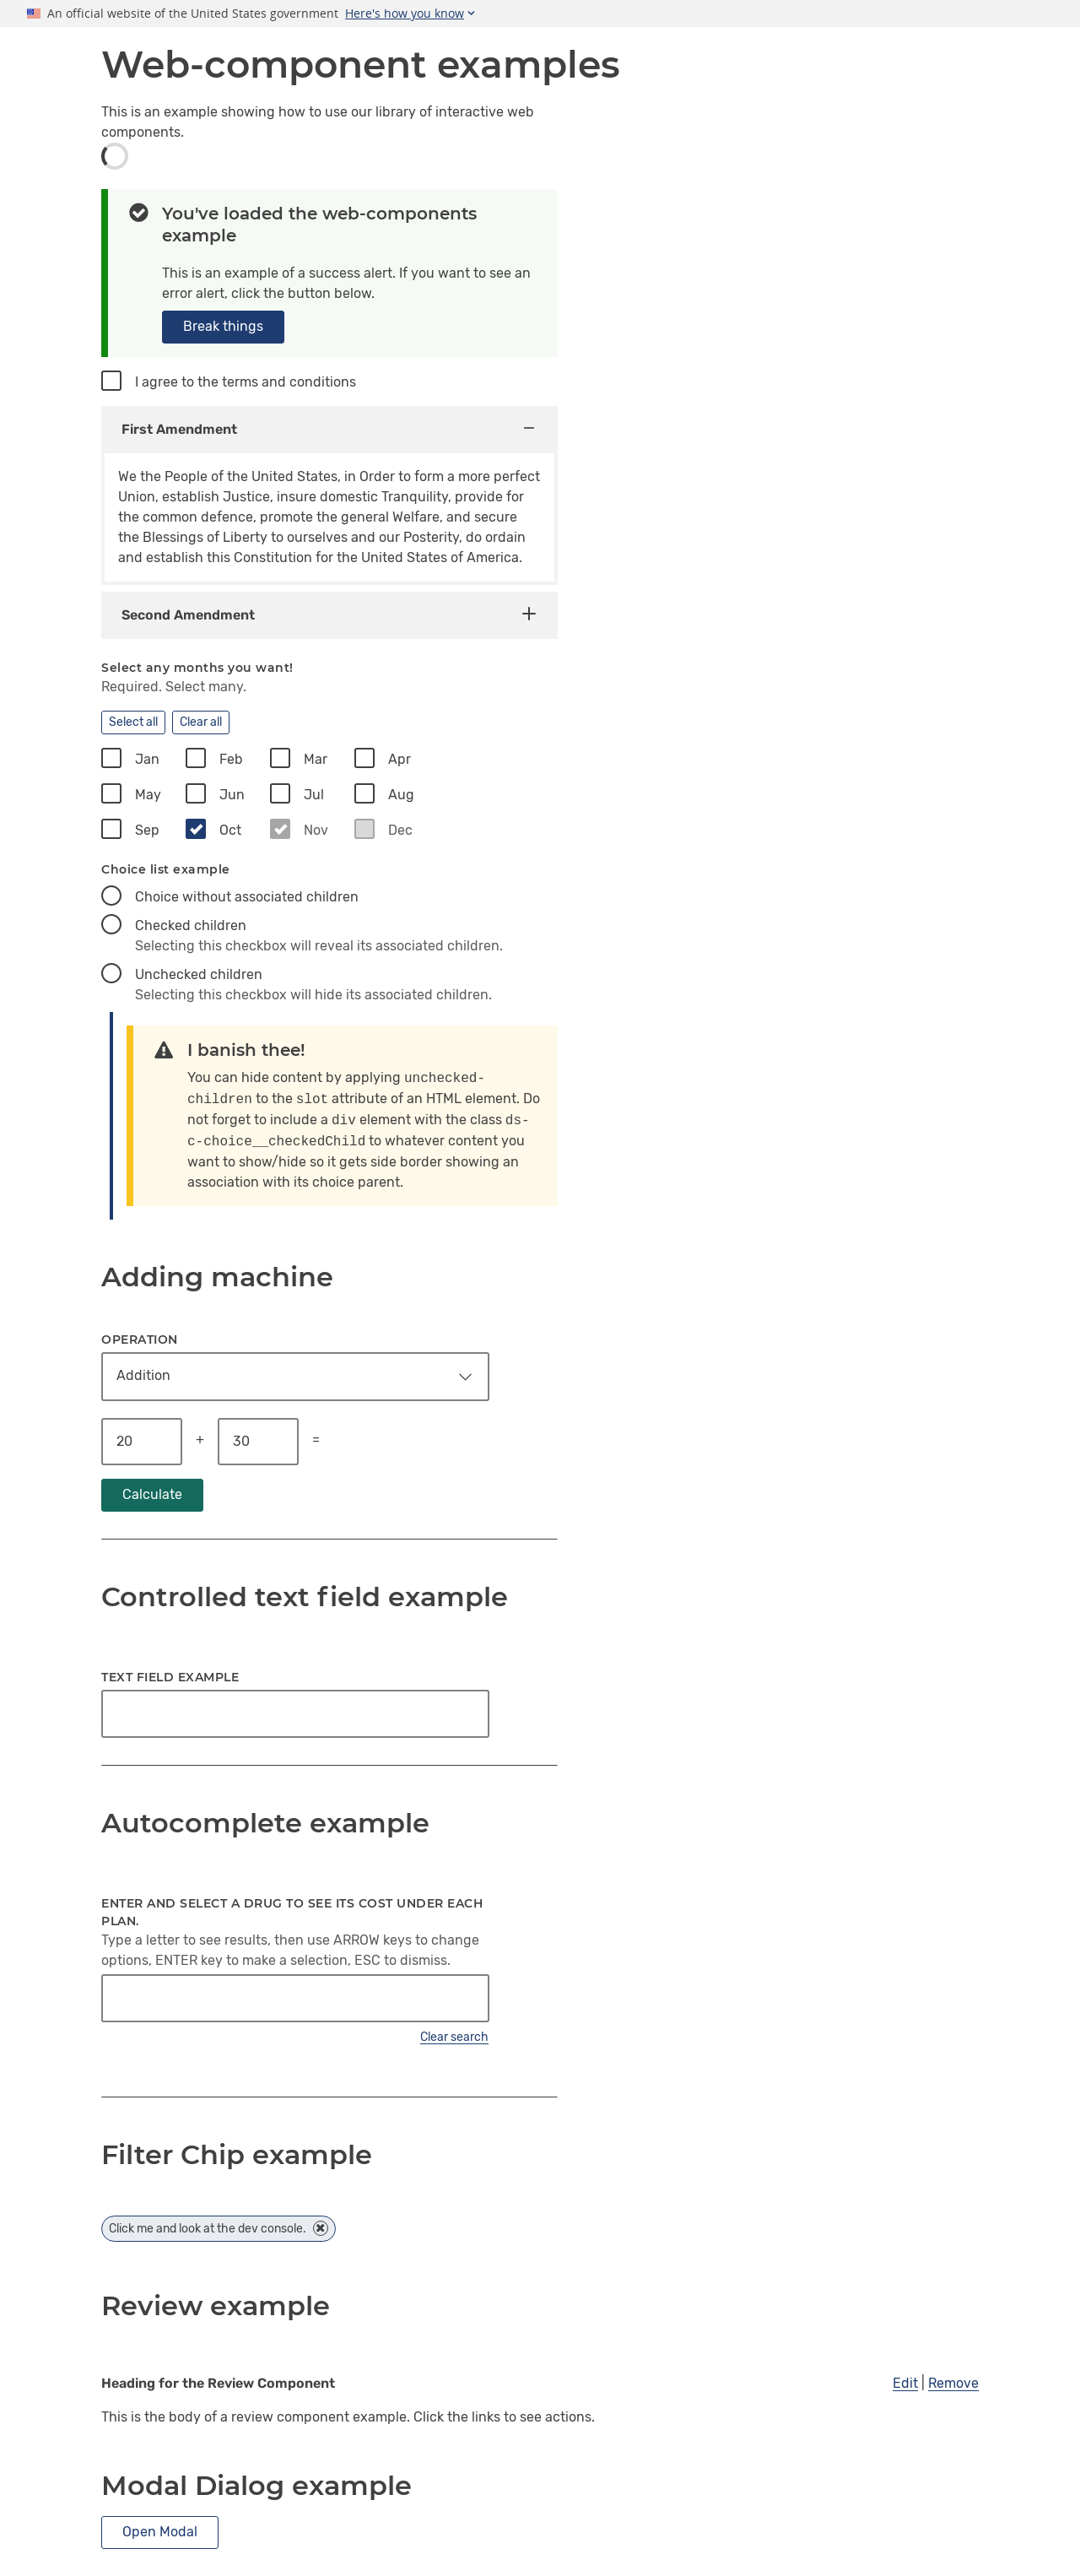 An official website of the United States government Here's how you know
Web-component examples
This is an example showing how to use our library of interactive web
components.
You've loaded the web-components
example
This is an example of a success alert. If you want to see an
error alert, click the button below.
Break things
I agree to the terms and conditions
First Amendment
We the People of the United States, in Order to form a more perfect
Union, establish Justice, insure domestic Tranquility, provide for
the common defence, promote the general Welfare, and secure
the Blessings of Liberty to ourselves and our Posterity, do ordain
and establish this Constitution for the United States of America.
Second Amendment
Select any months you want!
Required. Select many.
Select all Clear all
Jan Feb Mar Apr
May Jun Jul Aug
Sep Oct Nov Dec
Choice list example
Choice without associated children
Checked children
Selecting this checkbox will reveal its associated children.
Unchecked children
Selecting this checkbox will hide its associated children.
I banish thee!
You can hide content by applying unchecked-
children to the slot attribute of an HTML element. Do
not forget to include a div element with the class ds-
c-choice__checkedChild to whatever content you
want to show/hide so it gets side border showing an
association with its choice parent.
Adding machine
OPERATION
Addition
20 + 30 =
Calculate
Controlled text field example
TEXT FIELD EXAMPLE
Autocomplete example
ENTER AND SELECT A DRUG TO SEE ITS COST UNDER EACH
PLAN.
Type a letter to see results, then use ARROW keys to change
options, ENTER key to make a selection, ESC to dismiss.
Clear search
Filter Chip example
Click me and look at the dev console.
Review example
Heading for the Review Component Edit | Remove
This is the body of a review component example. Click the links to see actions.
Modal Dialog example
Open Modal